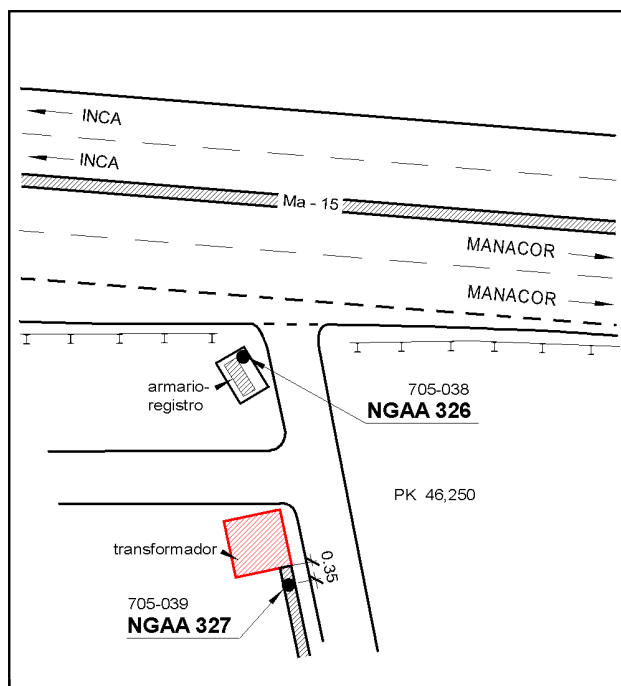 INCA
INCA
Ma - 15
MANACOR
MANACOR
armario-
registro
705-038
NGAA 326
PK 46,250
transformador
0.35
705-039
NGAA 327